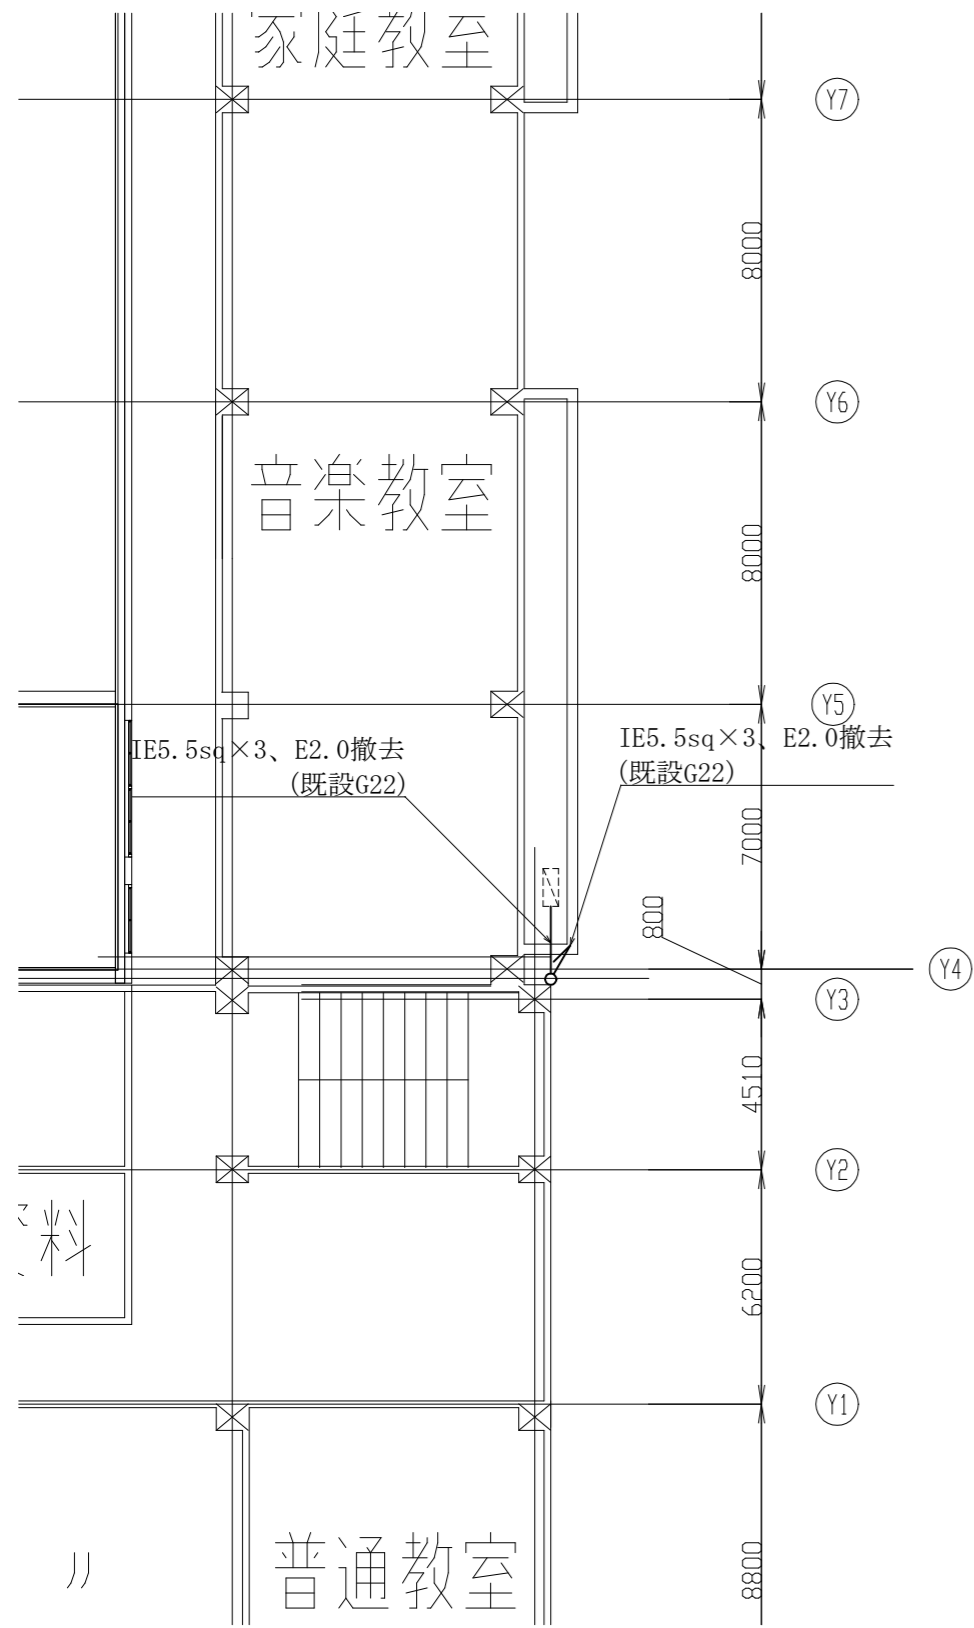 家庭教室
Y7
8000
Y6
音楽教室
8000
Y5
IE5.5sq×3、E2.0撤去
(既設G22)
IE5.5sq×3、E2.0撤去
(既設G22)
7000
800
Y4
Y3
4510
Y2
料
6200
Y1
普通教室
8800